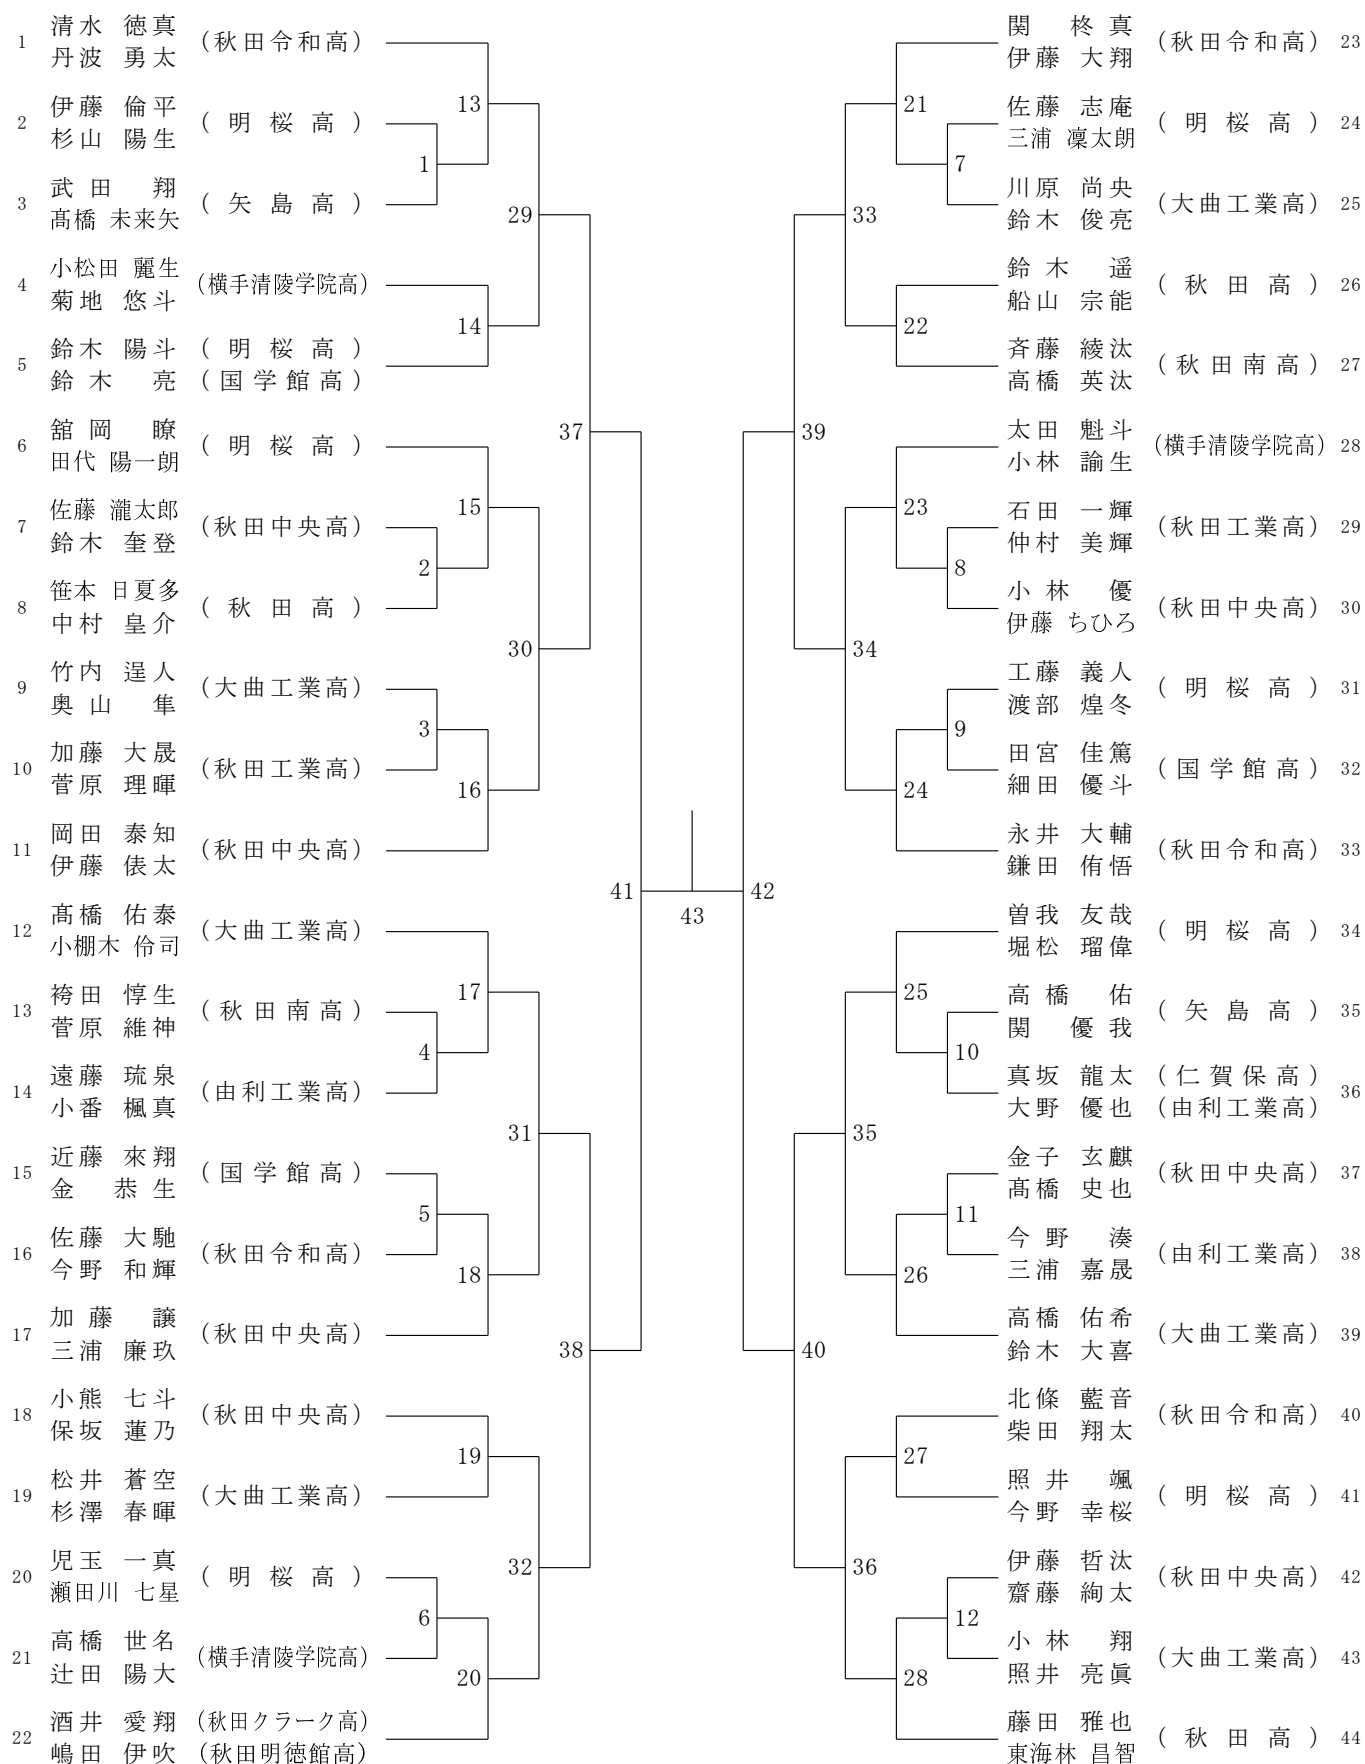 1 清水 徳真 (秋田令和高)
丹波 勇太
2 伊藤 倫平 (明桜高)
杉山 陽生
3 武田 翔 (矢島高)
髙橋 未来矢
4 小松田 麗生 (横手清陵学院高)
菊地 悠斗
5 鈴木 陽斗 (明桜高)
鈴木 亮 (国学館高)
6 舘岡 瞭 (明桜高)
田代 陽一朗
7 佐藤 瀧太郎 (秋田中央高)
鈴木 奎登
8 笹本 日夏多 (秋田高)
中村 皇介
9 竹内 逞人 (大曲工業高)
奥山 隼
10 加藤 大晟 (秋田工業高)
菅原 理暉
11 岡田 泰知 (秋田中央高)
伊藤 俵太
12 髙橋 佑泰 (大曲工業高)
小棚木 伶司
13 袴田 惇生 (秋田南高)
菅原 維神
14 遠藤 琉泉 (由利工業高)
小番 楓真
15 近藤 來翔 (国学館高)
金 恭生
16 佐藤 大馳 (秋田令和高)
今野 和輝
17 加藤 譲 (秋田中央高)
三浦 廉玖
18 小熊 七斗 (秋田中央高)
保坂 蓮乃
19 松井 蒼空 (大曲工業高)
杉澤 春暉
20 児玉 一真 (明桜高)
瀬田川 七星
21 高橋 世名 (横手清陵学院高)
辻田 陽大
22 酒井 愛翔 (秋田クラーク高)
嶋田 伊吹 (秋田明徳館高)
1
2
3
4
5
6
13
14
15
16
17
18
19
20
29
30
31
32
37
38
41
43
42
39
40
33
34
35
36
21
22
23
24
25
26
27
28
7
8
9
10
11
12
関 柊真 (秋田令和高) 23
伊藤 大翔
佐藤 志庵 (明桜高) 24
三浦 凜太朗
川原 尚央 (大曲工業高) 25
鈴木 俊亮
鈴木 遥 (秋田高) 26
船山 宗能
斉藤 綾汰 (秋田南高) 27
高橋 英汰
太田 魁斗 (横手清陵学院高) 28
小林 諭生
石田 一輝 (秋田工業高) 29
仲村 美輝
小林 優 (秋田中央高) 30
伊藤 ちひろ
工藤 義人 (明桜高) 31
渡部 煌冬
田宮 佳篤 (国学館高) 32
細田 優斗
永井 大輔 (秋田令和高) 33
鎌田 侑悟
曽我 友哉 (明桜高) 34
堀松 瑠偉
高橋 佑 (矢島高) 35
関 優我
真坂 龍太 (仁賀保高) 36
大野 優也 (由利工業高)
金子 玄麒 (秋田中央高) 37
髙橋 史也
今野 湊 (由利工業高) 38
三浦 嘉晟
高橋 佑希 (大曲工業高) 39
鈴木 大喜
北條 藍音 (秋田令和高) 40
柴田 翔太
照井 颯 (明桜高) 41
今野 幸桜
伊藤 哲汰 (秋田中央高) 42
齋藤 絢太
小林 翔 (大曲工業高) 43
照井 亮眞
藤田 雅也 (秋田高) 44
東海林 昌智